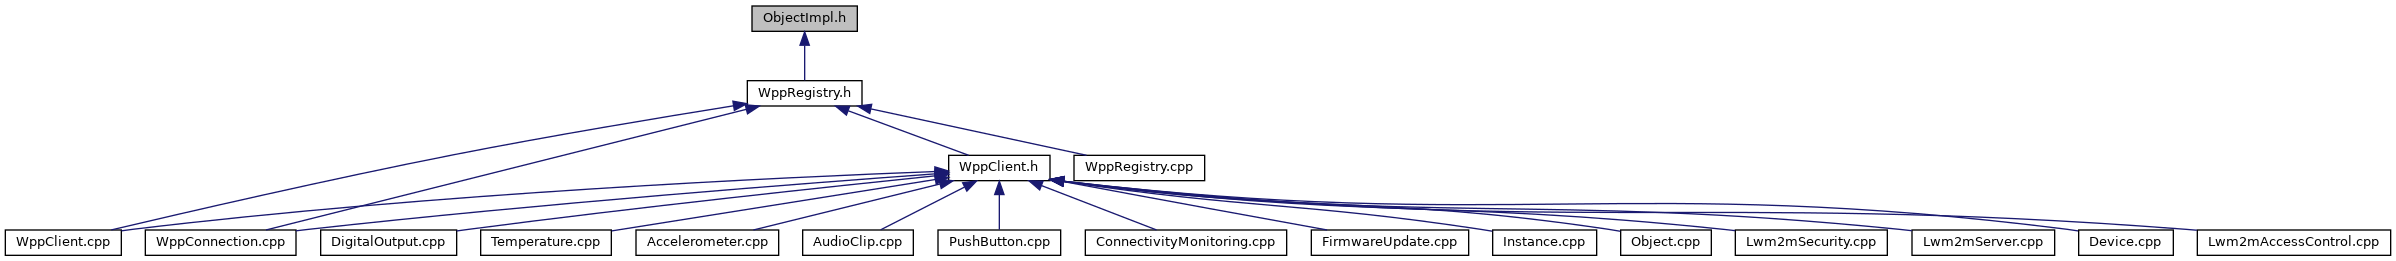 ObjectImpl.h
WppRegistry.h
WppClient.h
WppRegistry.cpp
WppClient.cpp
WppConnection.cpp
DigitalOutput.cpp
Temperature.cpp
Accelerometer.cpp
AudioClip.cpp
PushButton.cpp
ConnectivityMonitoring.cpp
FirmwareUpdate.cpp
Instance.cpp
Object.cpp
Lwm2mSecurity.cpp
Lwm2mServer.cpp
Device.cpp
Lwm2mAccessControl.cpp